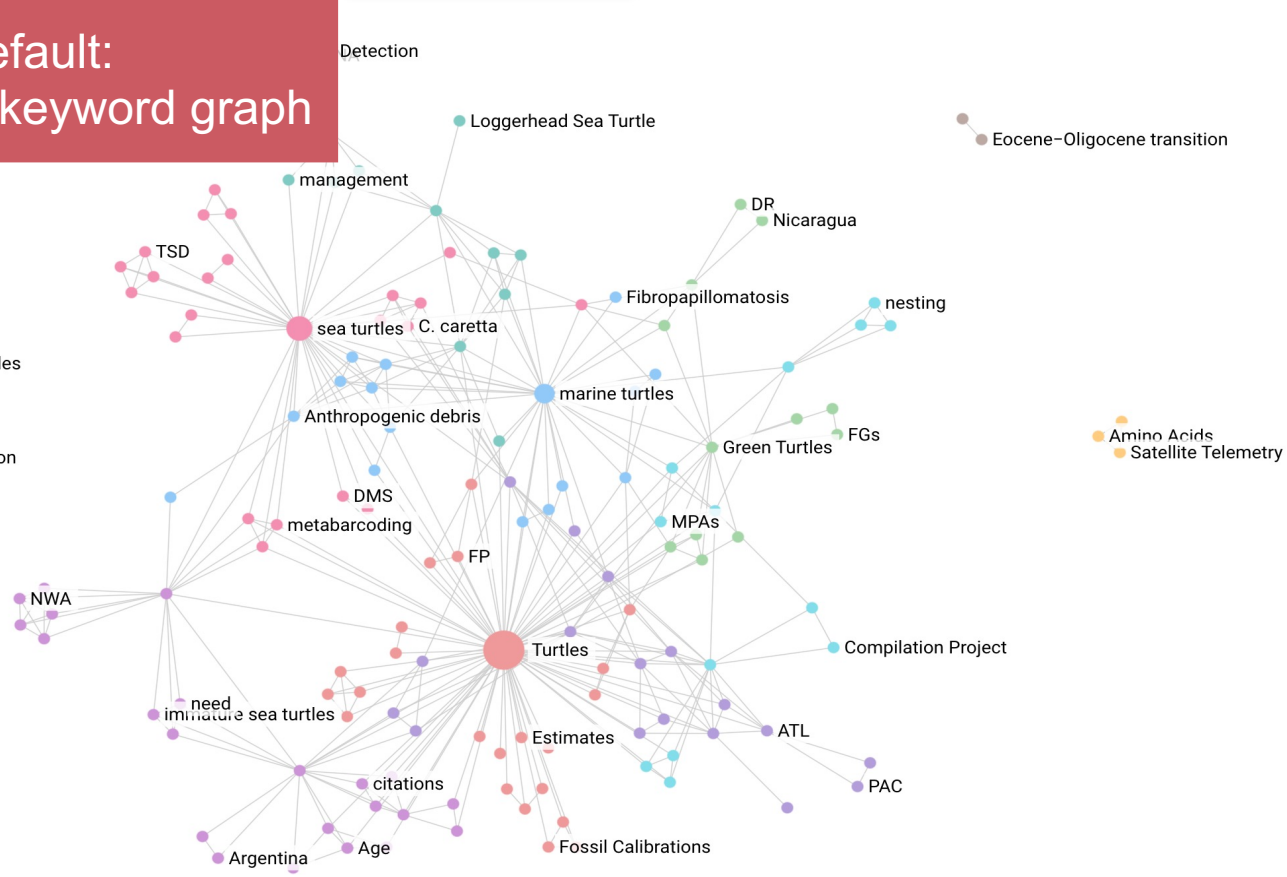 efault:
keyword graph
Detection
Loggerhead Sea Turtle
Eocene–Oligocene transition
management
DR
Nicaragua
TSD
Fibropapillomatosis
nesting
sea turtles
C. caretta
les
marine turtles
Anthropogenic debris
FGs
Amino Acids
Green Turtles
Satellite Telemetry
on
DMS
MPAs
metabarcoding
FP
NWA
Turtles
Compilation Project
need
immature sea turtles
ATL
Estimates
citations
PAC
Fossil Calibrations
Age
Argentina